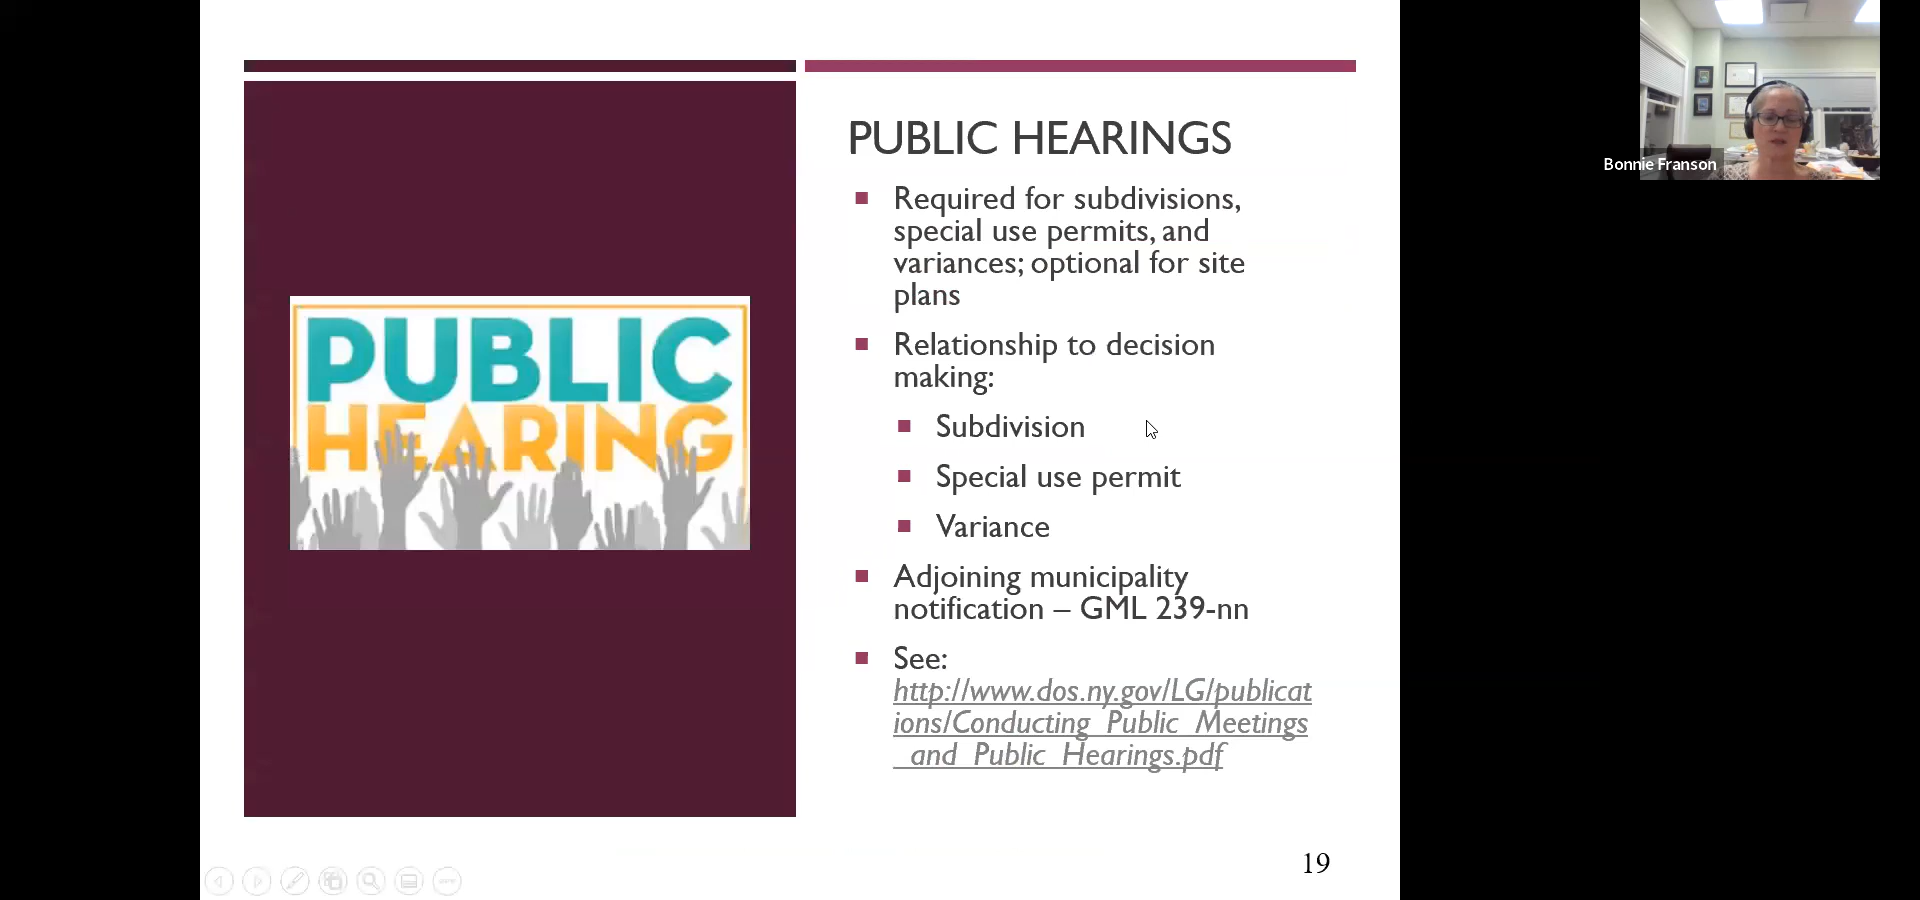 PUBLIC
HEARING
PUBLIC HEARINGS
Required for subdivisions,
special use permits, and
variances; optional for site
plans
Relationship to decision
making:
Subdivision
Special use permit
Variance
Adjoining municipality
notification – GML 239-nn
See:
http://www.dos.ny.gov/LG/publicat
ions/Conducting_Public_Meetings
_and_Public_Hearings.pdf
19
Bonnie Franson